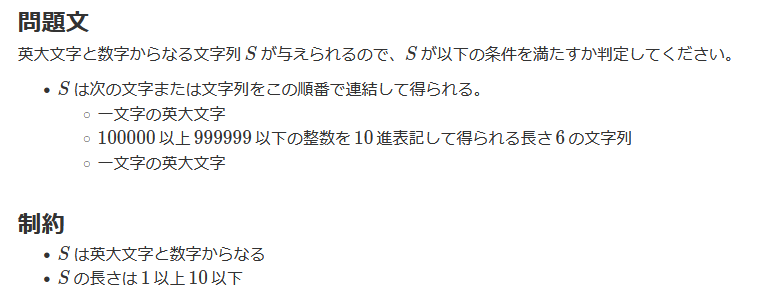 問題文
英大文字と数字からなる文字列 S が与えられるので、S が以下の条件を満たすか判定してください。
• S は次の文字または文字列をこの順番で連結して得られる。
○ 一文字の英大文字
○ 100000 以上 999999 以下の整数を 10 進表記して得られる長さ 6 の文字列
○ 一文字の英大文字
制約
• S は英大文字と数字からなる
• S の長さは 1 以上 10 以下